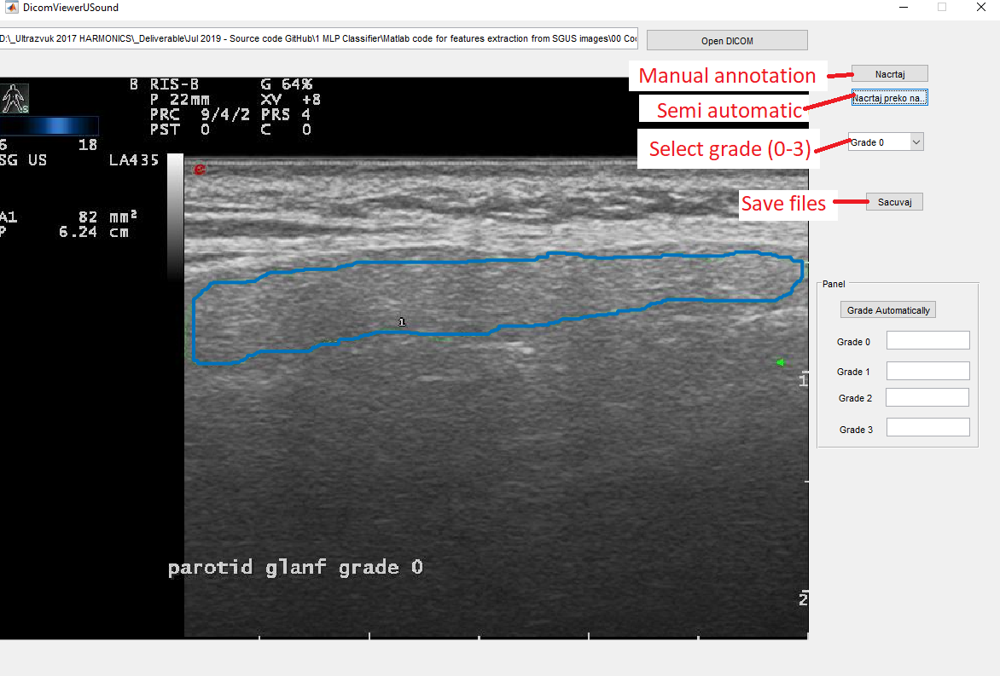 DicomViewerUSound
D:\_Ultrazvuk 2017 HARMONICS\_Deliverable\Jul 2019 - Source code GitHub\1 MLP Classifier\Matlab code for features extraction from SGUS images\00 Co
Open DICOM
Manual annotation
Nacrtaj
Semi automatic
Nacrtaj preko na..
Select grade (0-3)
Grade 0
Save files
Sacuvaj
B RIS-B G 64%
P 22mm XV +8
PRC 9/4/2 PRS 4
PST 0 C 0
S
6 18
SG US LA435
e
A1 82 mm²
P 6.24 cm
1
1
2
parotid glanf grade 0
Panel
Grade Automatically
Grade 0
Grade 1
Grade 2
Grade 3